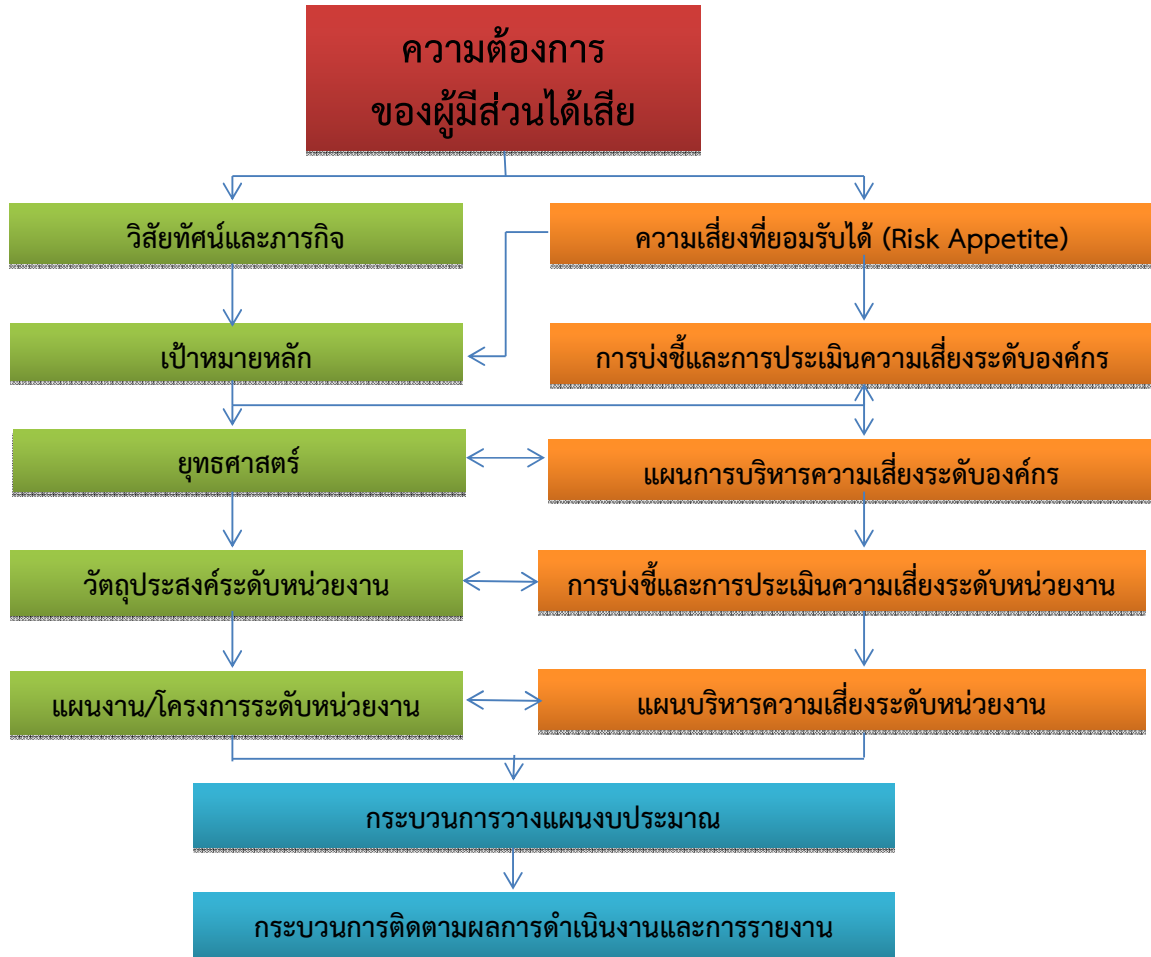 ความต้องการ
ของผู้มีส่วนได้เสีย
วิสัยทัศน์และภารกิจ
ความเสี่ยงที่ยอมรับได้ (Risk Appetite)
เป้าหมายหลัก
การบ่งชี้และการประเมินความเสี่ยงระดับองค์กร
ยุทธศาสตร์
แผนการบริหารความเสี่ยงระดับองค์กร
วัตถุประสงค์ระดับหน่วยงาน
การบ่งชี้และการประเมินความเสี่ยงระดับหน่วยงาน
แผนงาน/โครงการระดับหน่วยงาน
แผนบริหารความเสี่ยงระดับหน่วยงาน
กระบวนการวางแผนงบประมาณ
กระบวนการติดตามผลการดำเนินงานและการรายงาน